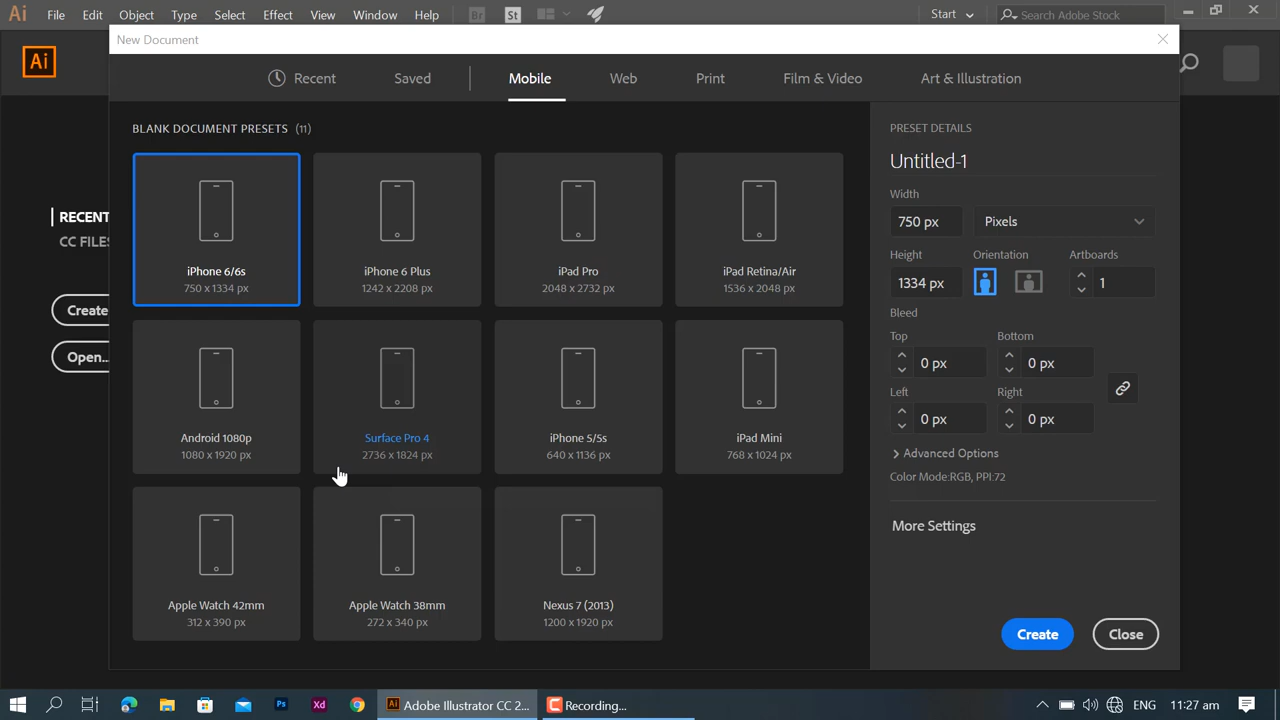 Ai File Edit Object Type Select Effect View Window Help Br St Start Search Adobe Stock
New Document
Ai
Recent Saved Mobile Web Print Film & Video Art & Illustration
RECENT
CC FILES
Create
Open...
BLANK DOCUMENT PRESETS (11)
iPhone 6/6s
750 x 1334 px
iPhone 6 Plus
1242 x 2208 px
iPad Pro
2048 x 2732 px
iPad Retina/Air
1536 x 2048 px
Android 1080p
1080 x 1920 px
Surface Pro 4
2736 x 1824 px
iPhone 5/5s
640 x 1136 px
iPad Mini
768 x 1024 px
Apple Watch 42mm
312 x 390 px
Apple Watch 38mm
272 x 340 px
Nexus 7 (2013)
1200 x 1920 px
PRESET DETAILS
Untitled-1
Width
750 px Pixels
Height Orientation Artboards
1334 px 1
Bleed
Top Bottom
0 px 0 px
Left Right
0 px 0 px
Advanced Options
Color Mode:RGB, PPI:72
More Settings
Create Close
Ps Xd Ai Adobe Illustrator CC 2... Recording... ENG 11:27 am